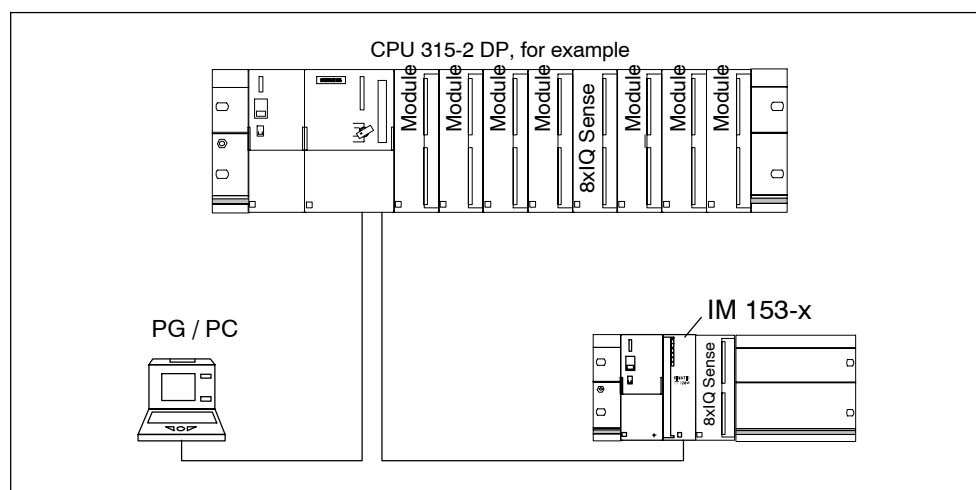 CPU 315-2 DP, for example
Module
Module
Module
Module
8xIQ Sense
Module
Module
Module
PG / PC
IM 153-x
8xIQ Sense